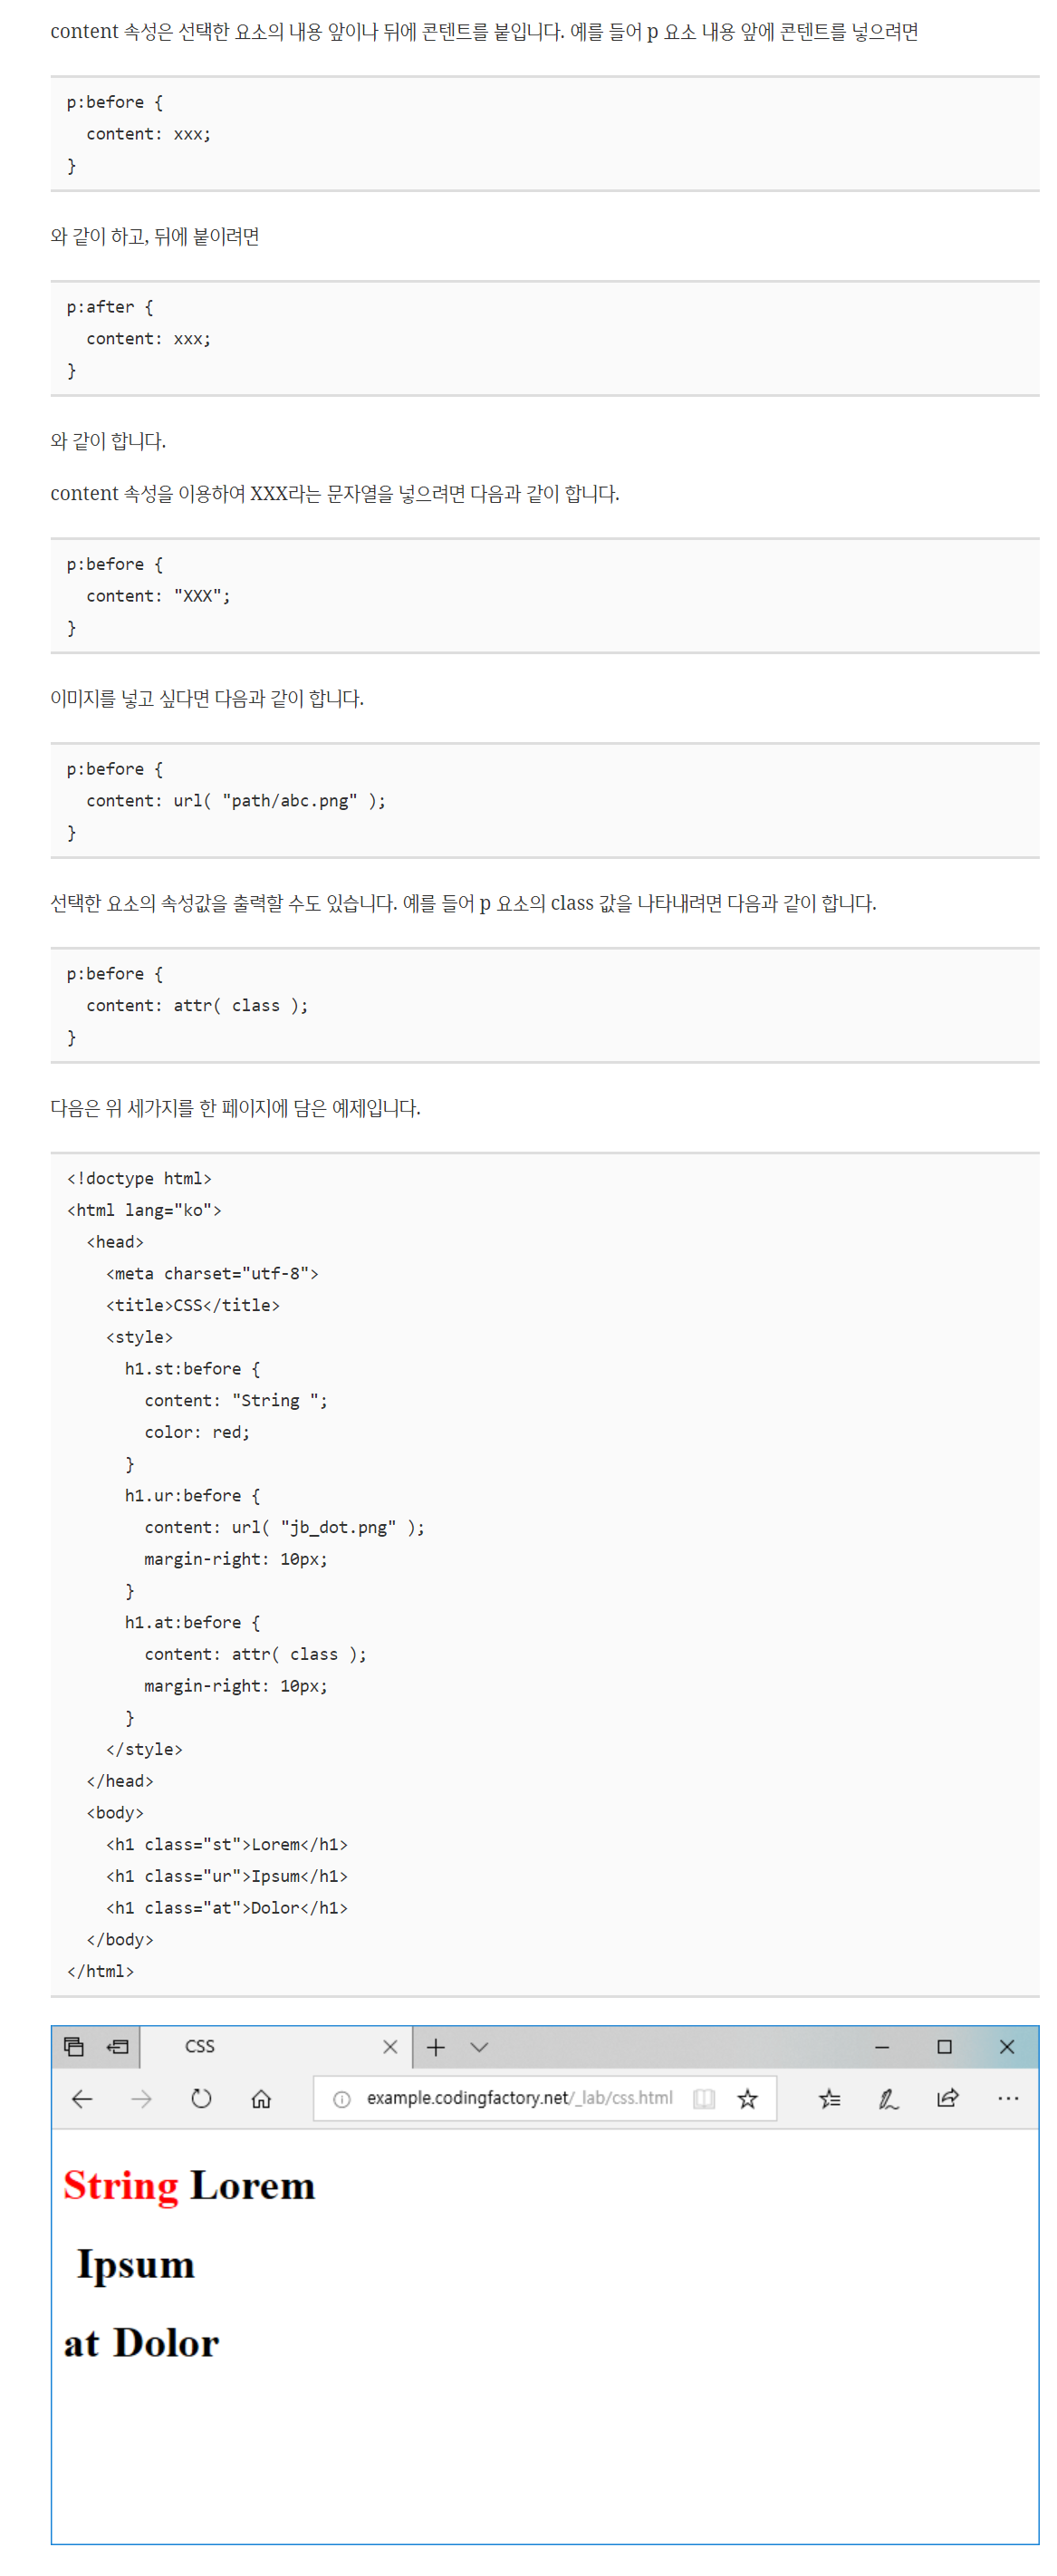 content 속성은 선택한 요소의 내용 앞이나 뒤에 콘텐트를 붙입니다. 예를 들어 p 요소 내용 앞에 콘텐트를 넣으려면
p:before {
  content: xxx;
}
와 같이 하고, 뒤에 붙이려면
p:after {
  content: xxx;
}
와 같이 합니다.
content 속성을 이용하여 XXX라는 문자열을 넣으려면 다음과 같이 합니다.
p:before {
  content: "XXX";
}
이미지를 넣고 싶다면 다음과 같이 합니다.
p:before {
  content: url( "path/abc.png" );
}
선택한 요소의 속성값을 출력할 수도 있습니다. 예를 들어 p 요소의 class 값을 나타내려면 다음과 같이 합니다.
p:before {
  content: attr( class );
}
다음은 위 세가지를 한 페이지에 담은 예제입니다.
<!doctype html>
<html lang="ko">
  <head>
    <meta charset="utf-8">
    <title>CSS</title>
    <style>
      h1.st:before {
        content: "String ";
        color: red;
      }
      h1.ur:before {
        content: url( "jb_dot.png" );
        margin-right: 10px;
      }
      h1.at:before {
        content: attr( class );
        margin-right: 10px;
      }
    </style>
  </head>
  <body>
    <h1 class="st">Lorem</h1>
    <h1 class="ur">Ipsum</h1>
    <h1 class="at">Dolor</h1>
  </body>
</html>
CSS
example.codingfactory.net/_lab/css.html
String Lorem
Ipsum
at Dolor